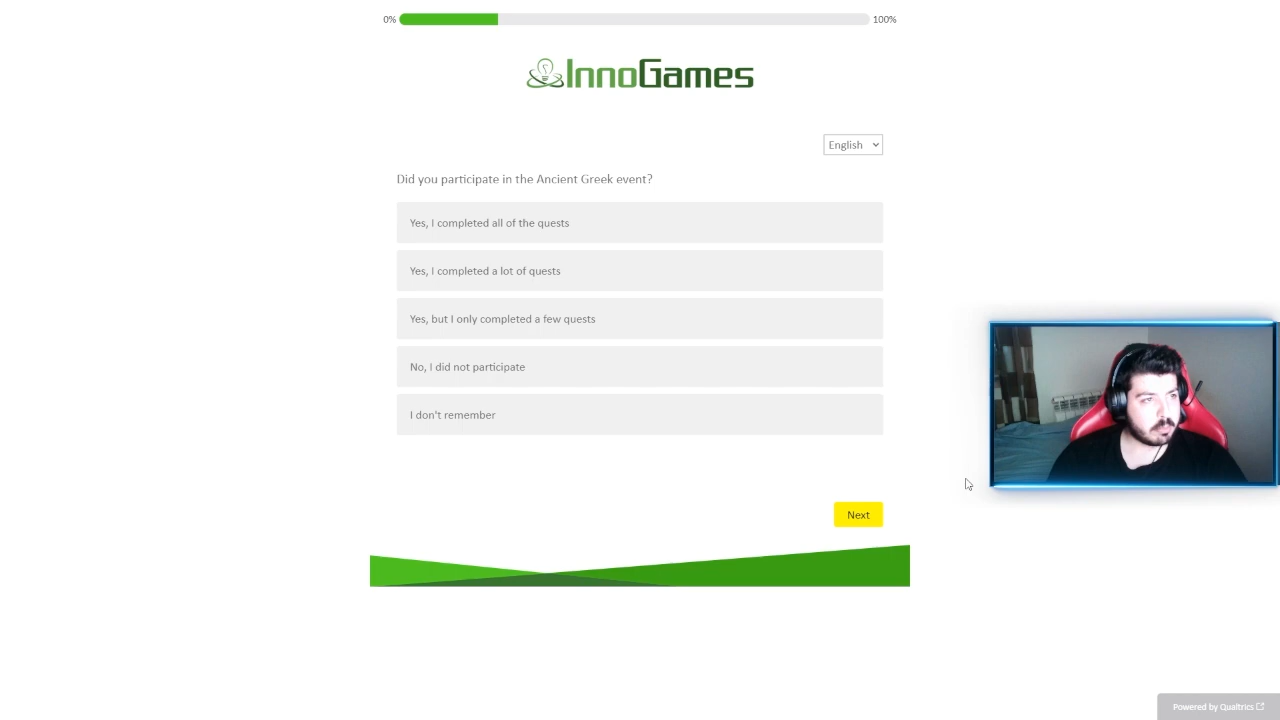 0%
100%
InnoGames
English
Did you participate in the Ancient Greek event?
Yes, I completed all of the quests
Yes, I completed a lot of quests
Yes, but I only completed a few quests
No, I did not participate
I don't remember
Next
Powered by Qualtrics